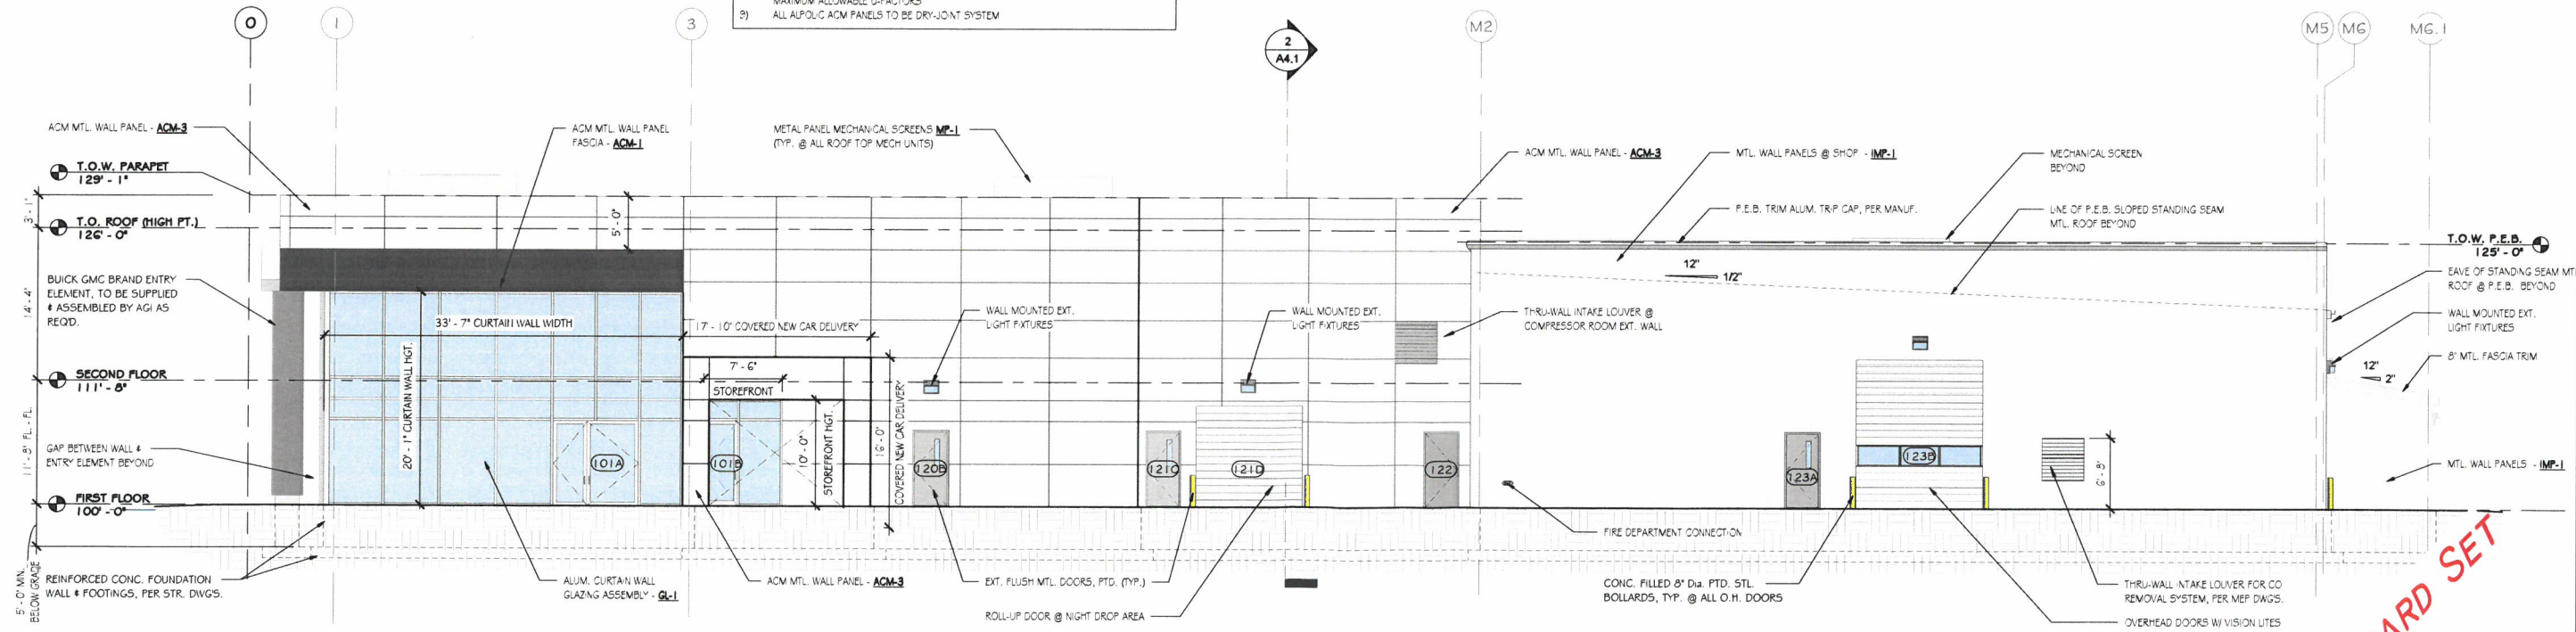 MAXIMUM ALLOWABLE U-FACTORS
9) ALL ALPOLIC ACM PANELS TO BE DRY-JOINT SYSTEM
0
1
3
2
A4.1
M2
M5
M6
M6.1
ACM MTL. WALL PANEL - ACM-3
ACM MTL. WALL PANEL
FASCIA - ACM-1
METAL PANEL MECHANICAL SCREENS MP-1
(TYP. @ ALL ROOF TOP MECH UNITS)
ACM MTL. WALL PANEL - ACM-3
MTL. WALL PANELS @ SHOP - IMP-1
MECHANICAL SCREEN
BEYOND
T.O.W. PARAPET
129' - 1"
3' - 1"
T.O. ROOF (HIGH PT.)
126' - 0"
5' - 0"
P.E.B. TRIM ALUM. TRIP CAP, PER MANUF.
LINE OF P.E.B. SLOPED STANDING SEAM
MTL. ROOF BEYOND
T.O.W. P.E.B.
125' - 0"
EAVE OF STANDING SEAM MT
ROOF @ P.E.B. BEYOND
12"
1/2"
BUICK GMC BRAND ENTRY
ELEMENT, TO BE SUPPLIED
& ASSEMBLED BY AGI AS
REQ'D.
14' - 4"
33' - 7" CURTAIN WALL WIDTH
17' - 10" COVERED NEW CAR DELIVERY
WALL MOUNTED EXT.
LIGHT FIXTURES
WALL MOUNTED EXT.
LIGHT FIXTURES
THRU-WALL INTAKE LOUVER @
COMPRESSOR ROOM EXT. WALL
WALL MOUNTED EXT.
LIGHT FIXTURES
8" MTL. FASCIA TRIM
12"
2"
SECOND FLOOR
111' - 8"
7' - 6"
STOREFRONT
20' - 1" CURTAIN WALL HGT.
10' - 0"
STOREFRONT HGT.
16' - 0"
COVERED NEW CAR DELIVERY
11' - 8" FL. - FL.
GAP BETWEEN WALL &
ENTRY ELEMENT BEYOND
101A
101B
120B
121C
121D
122
123A
123B
6' - 8"
MTL. WALL PANELS - IMP-1
FIRST FLOOR
100' - 0"
FIRE DEPARTMENT CONNECTION
5' - 0" MIN.
BELOW GRADE
REINFORCED CONC. FOUNDATION
WALL & FOOTINGS, PER STR. DWG'S.
ALUM. CURTAIN WALL
GLAZING ASSEMBLY - GL-1
ACM MTL. WALL PANEL - ACM-3
EXT. FLUSH MTL. DOORS, PTD. (TYP.)
ROLL-UP DOOR @ NIGHT DROP AREA
CONC. FILLED 8" Dia. PTD. STL.
BOLLARDS, TYP. @ ALL O.H. DOORS
THRU-WALL INTAKE LOUVER FOR CO
REMOVAL SYSTEM, PER MEP DWG'S.
OVERHEAD DOORS W/ VISION LITES
ARD SET